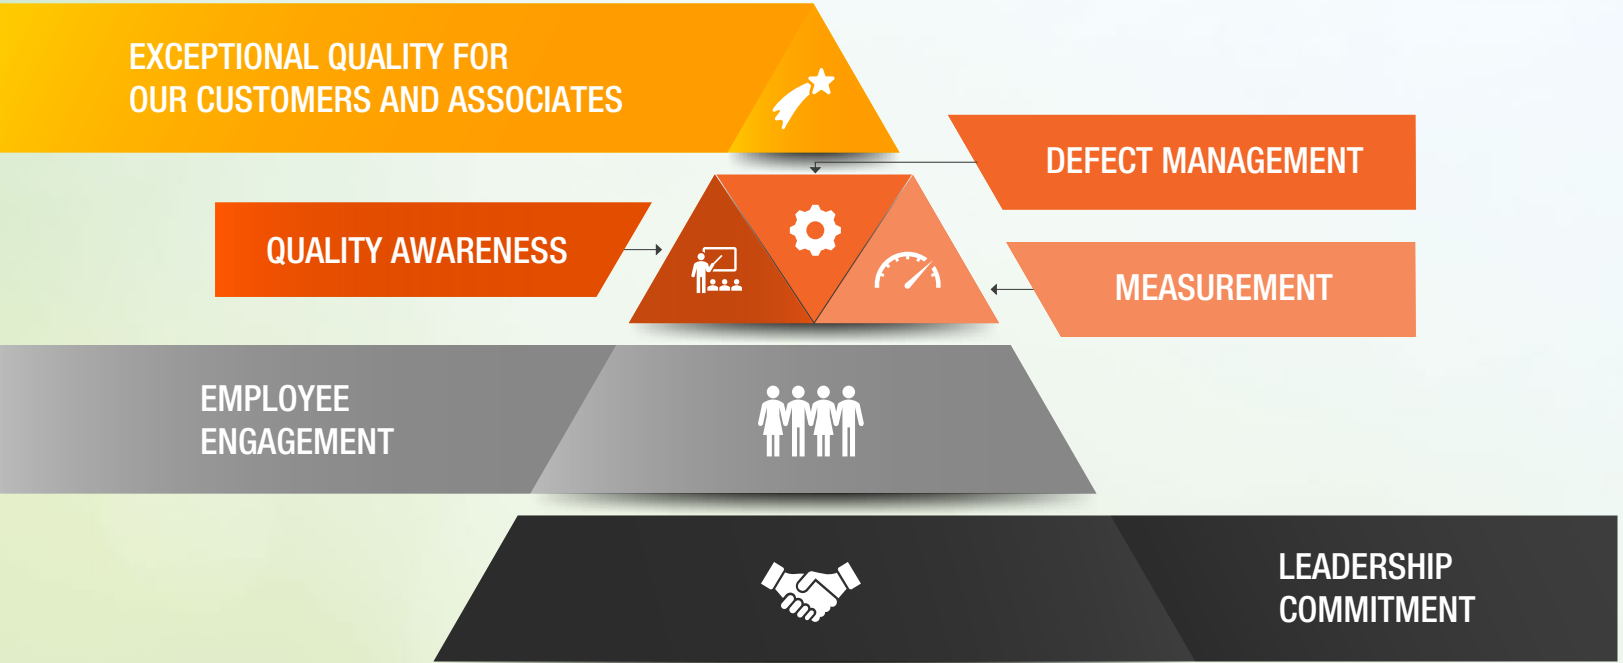 EXCEPTIONAL QUALITY FOR
OUR CUSTOMERS AND ASSOCIATES
DEFECT MANAGEMENT
QUALITY AWARENESS
MEASUREMENT
EMPLOYEE
ENGAGEMENT
LEADERSHIP
COMMITMENT